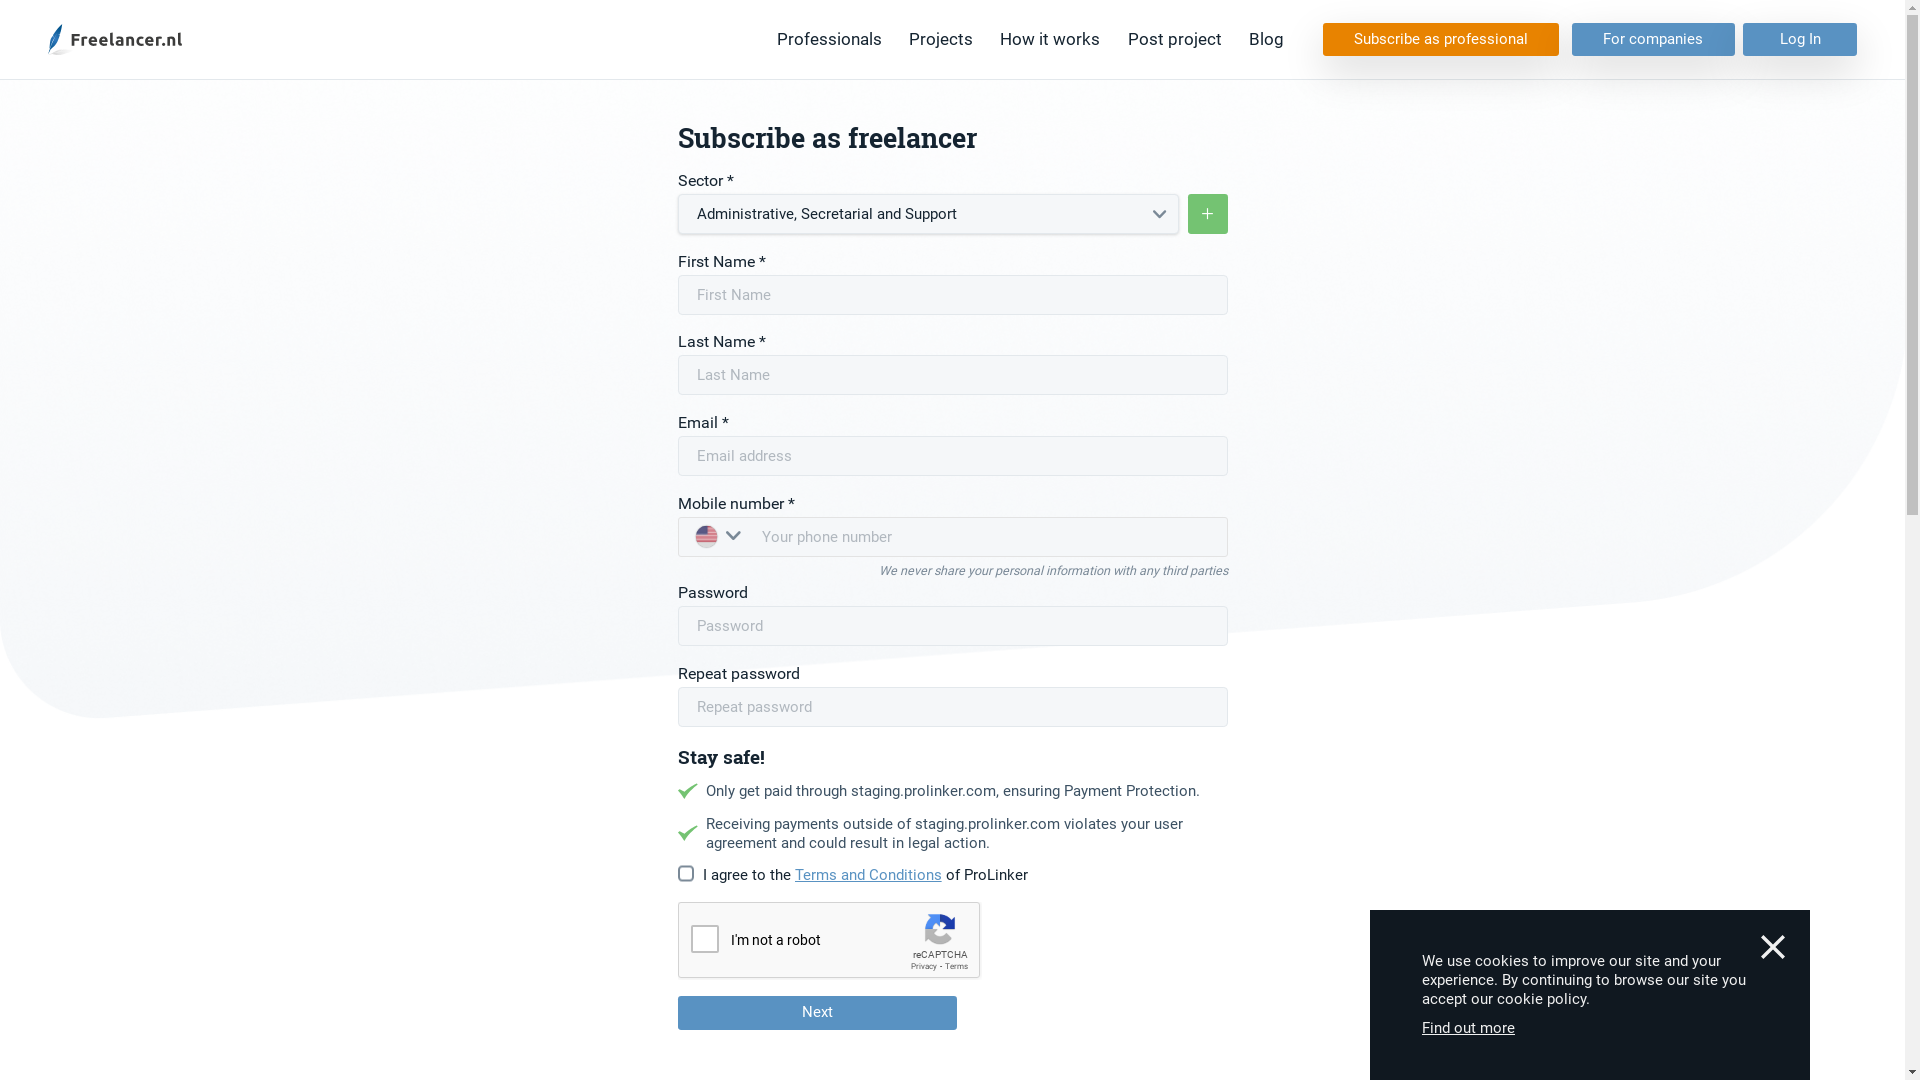 Freelancer.nl
Professionals
Projects
How it works
Post project
Blog
Subscribe as professional
For companies
Log In
Subscribe as freelancer
Sector *
Administrative, Secretarial and Support
+
First Name *
First Name
Last Name *
Last Name
Email *
Email address
Mobile number *
Your phone number
We never share your personal information with any third parties
Password
Password
Repeat password
Repeat password
Stay safe!
Only get paid through staging.prolinker.com, ensuring Payment Protection.
Receiving payments outside of staging.prolinker.com violates your user
agreement and could result in legal action.
I agree to the Terms and Conditions of ProLinker
I'm not a robot
reCAPTCHA
Privacy - Terms
Next
We use cookies to improve our site and your
experience. By continuing to browse our site you
accept our cookie policy.
Find out more